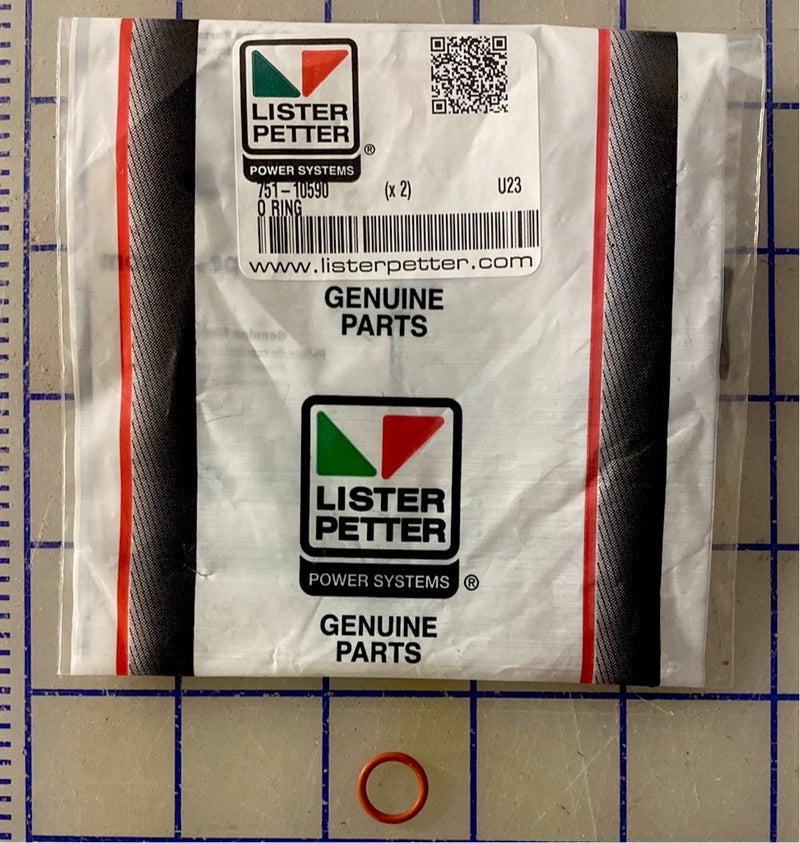 LISTER
PETTER
®
POWER SYSTEMS
751-10590 (x 2) U23
O RING
www.listerpetter.com
GENUINE
PARTS
LISTER
PETTER
POWER SYSTEMS ®
GENUINE
PARTS